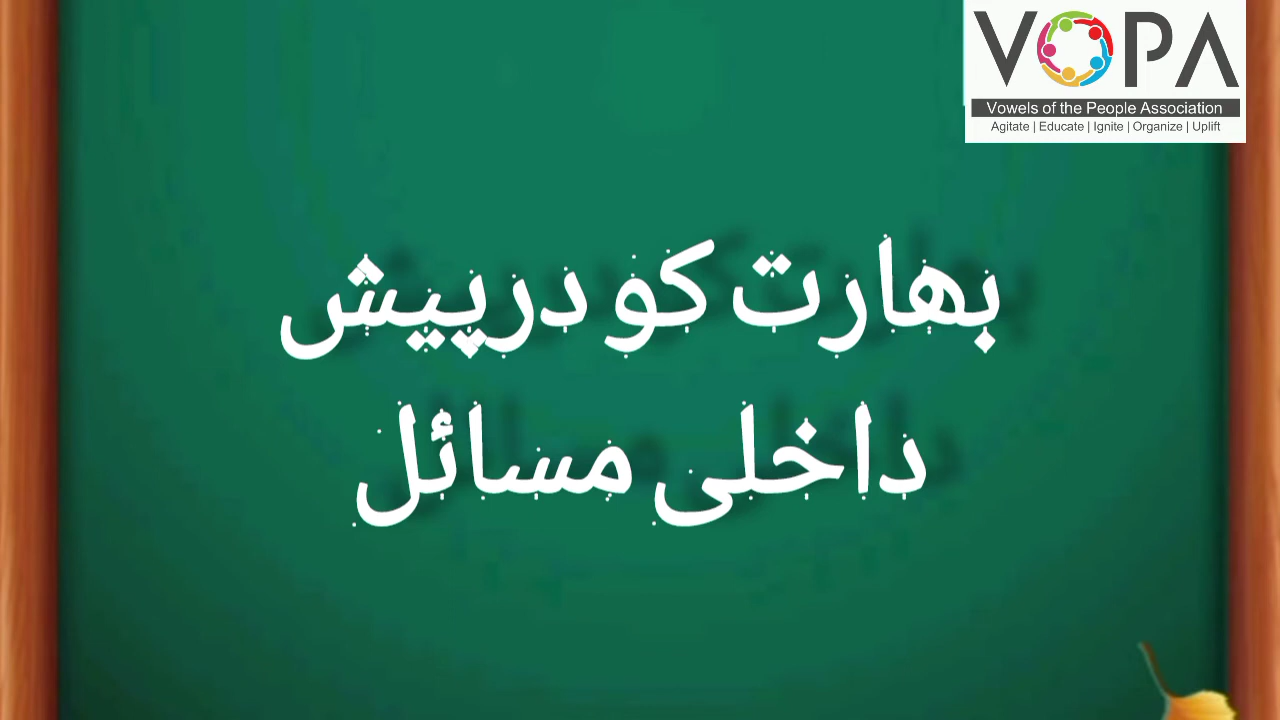 VOPA
Vowels of the People Association
Agitate | Educate | Ignite | Organize | Uplift
بھارت کو درپیش
داخلی مسائل